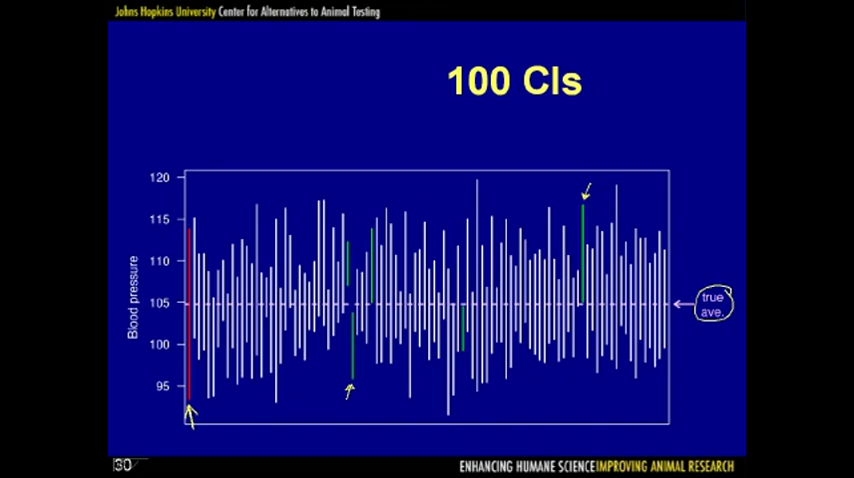 Johns Hopkins University Center for Alternatives to Animal Testing
100 CIs
120
115
110
105
100
95
Blood pressure
true
ave.
30
ENHANCING HUMANE SCIENCE IMPROVING ANIMAL RESEARCH